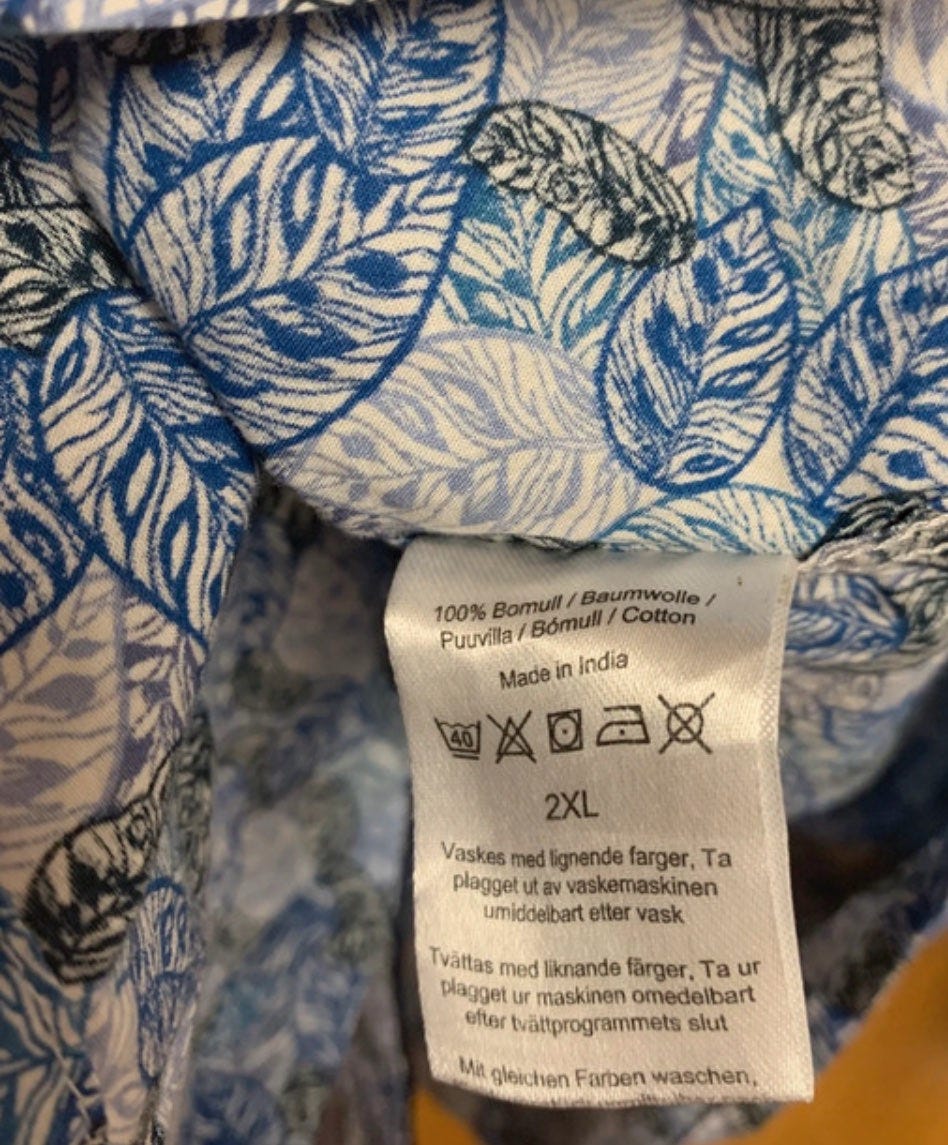 100% Bomull / Baumwolle /
Puuvilla / Bómull / Cotton
Made in India
40
2XL
Vaskes med lignende farger, Ta
plagget ut av vaskemaskinen
umiddelbart etter vask
Tvättas med liknande färger, Ta ur
plagget ur maskinen omedelbart
efter tvättprogrammets slut
Mit gleichen Farben waschen,